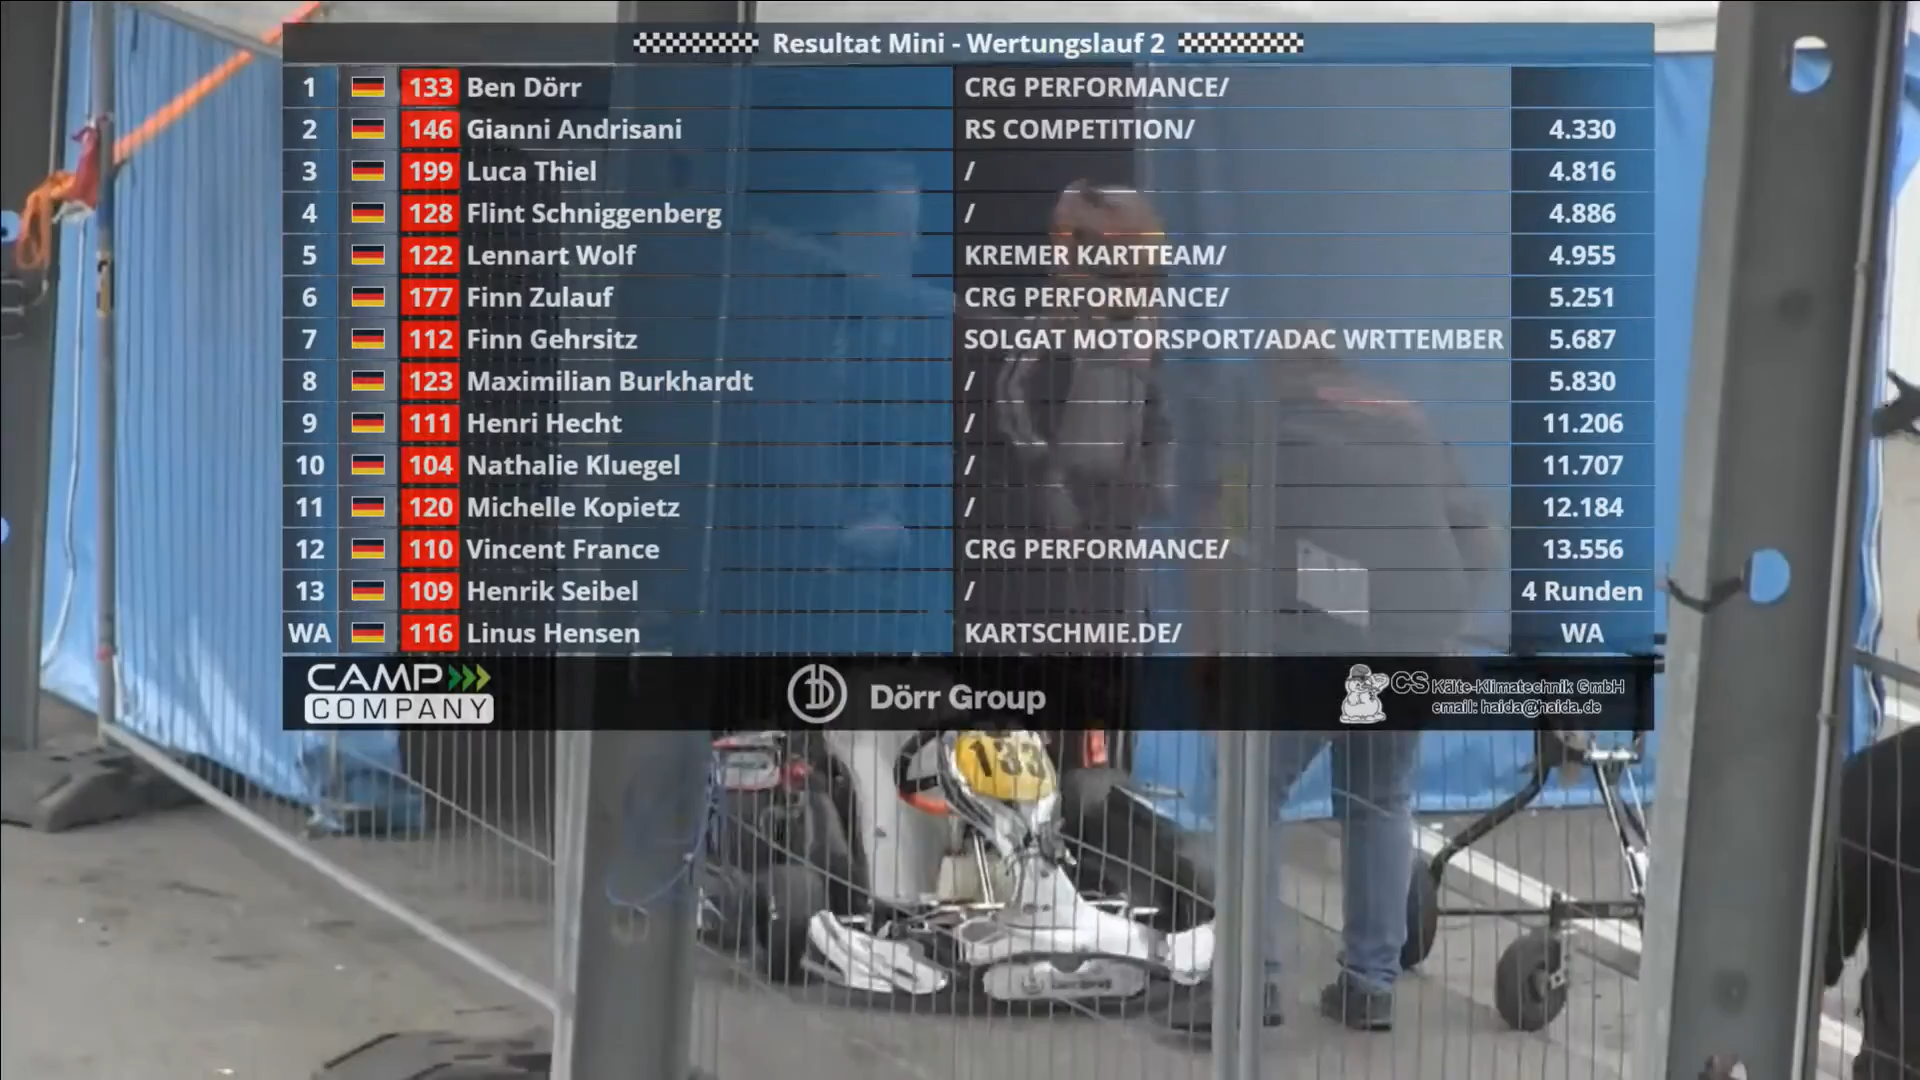 Resultat Mini - Wertungslauf 2
1 133 Ben Dörr CRG PERFORMANCE/
2 146 Gianni Andrisani RS COMPETITION/ 4.330
3 199 Luca Thiel / 4.816
4 128 Flint Schniggenberg / 4.886
5 122 Lennart Wolf KREMER KARTTEAM/ 4.955
6 177 Finn Zulauf CRG PERFORMANCE/ 5.251
7 112 Finn Gehrsitz SOLGAT MOTORSPORT/ADAC WRTTEMBER 5.687
8 123 Maximilian Burkhardt / 5.830
9 111 Henri Hecht / 11.206
10 104 Nathalie Kluegel / 11.707
11 120 Michelle Kopietz / 12.184
12 110 Vincent France CRG PERFORMANCE/ 13.556
13 109 Henrik Seibel / 4 Runden
WA 116 Linus Hensen KARTSCHMIE.DE/ WA
CAMP
COMPANY
Dörr Group
CS Kälte-Klimatechnik GmbH
email: haida@haida.de
133